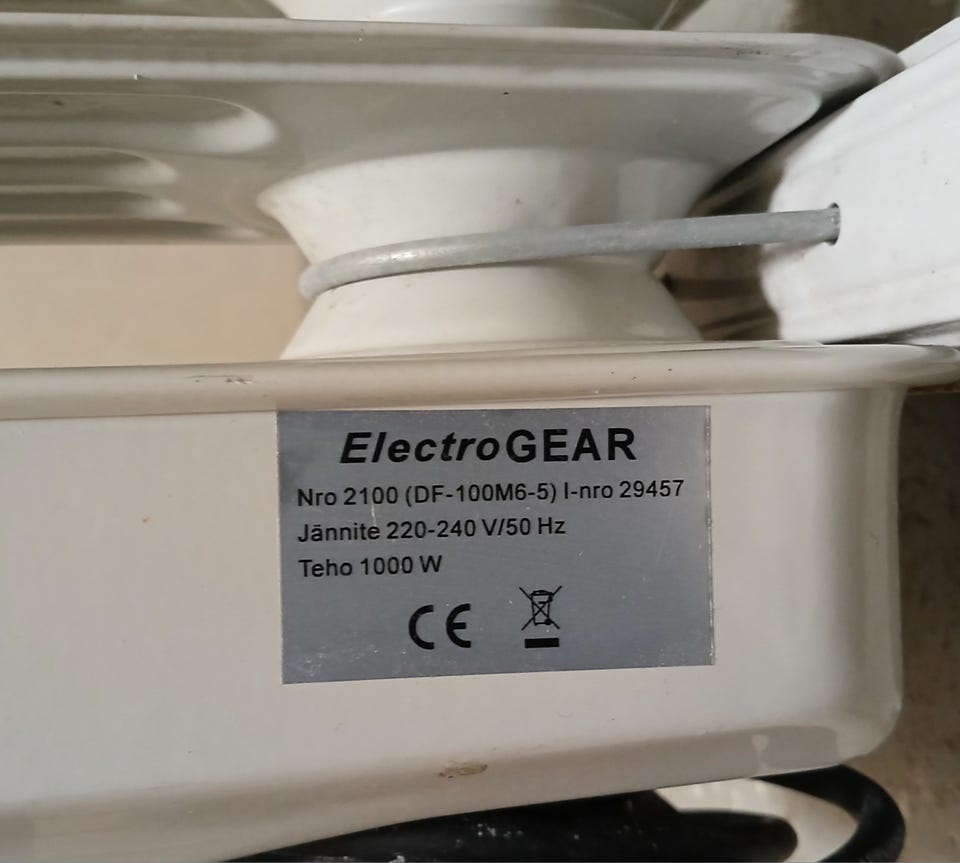 ElectroGEAR
Nro 2100 (DF-100M6-5) I-nro 29457
Jännite 220-240 V/50 Hz
Teho 1000 W
CE